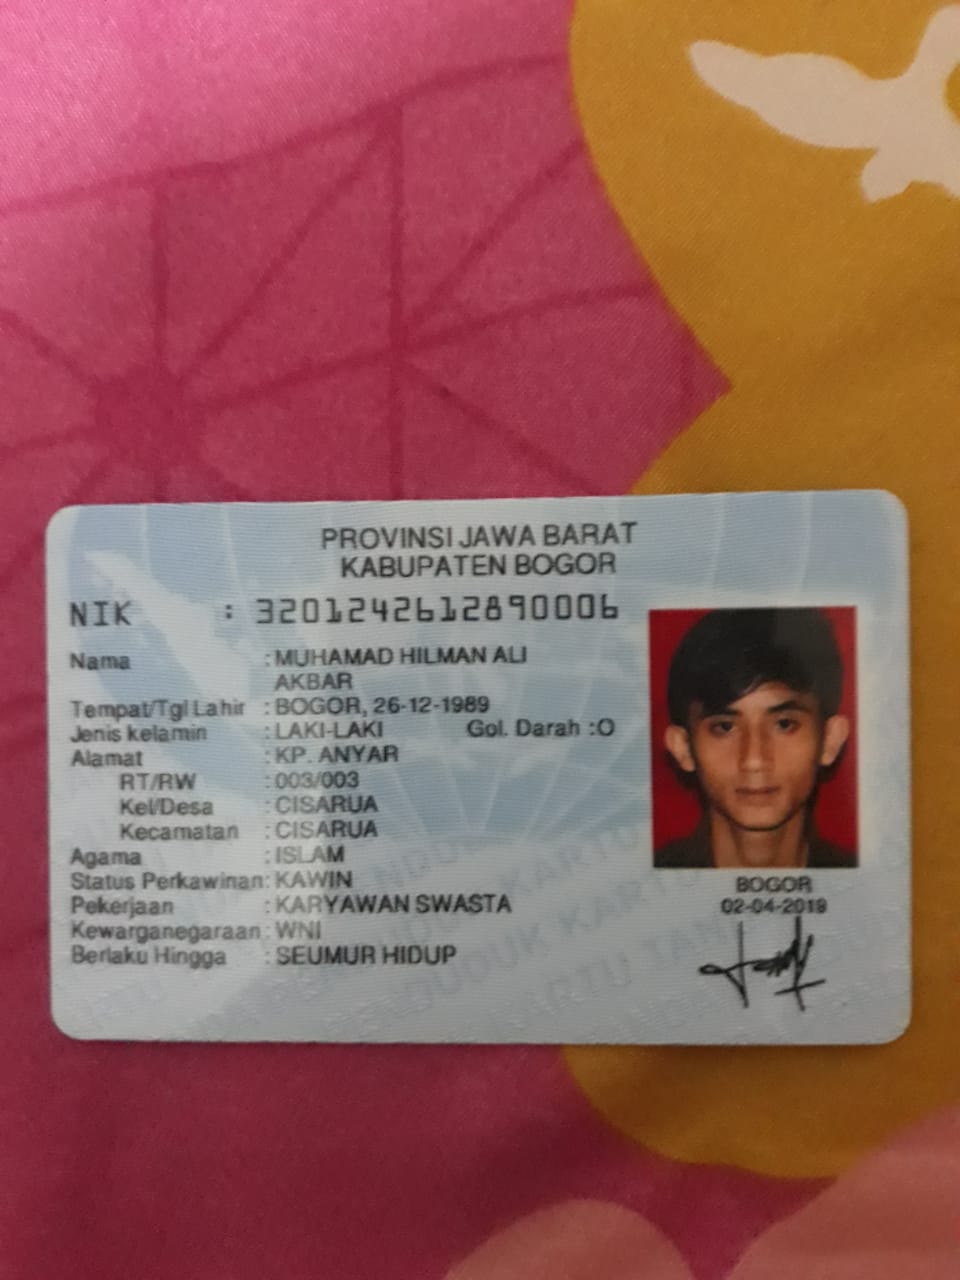 PROVINSI JAWA BARAT
KABUPATEN BOGOR
NIK : 3201242612890006
Nama : MUHAMAD HILMAN ALI
AKBAR
Tempat/Tgl Lahir : BOGOR, 26-12-1989
Jenis kelamin : LAKI-LAKI Gol. Darah :O
Alamat : KP. ANYAR
RT/RW : 003/003
Kel/Desa : CISARUA
Kecamatan : CISARUA
Agama : ISLAM
Status Perkawinan: KAWIN
Pekerjaan : KARYAWAN SWASTA
Kewarganegaraan : WNI
Berlaku Hingga : SEUMUR HIDUP
BOGOR
02-04-2019